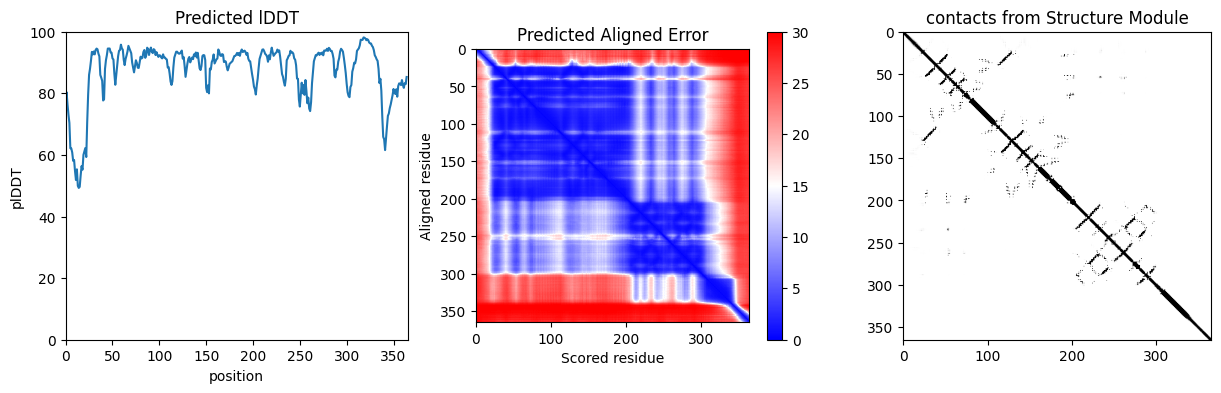 Predicted lDDT
100
80
60
40
20
0
plDDT
0 50 100 150 200 250 300 350
position
Predicted Aligned Error
0
50
100
150
200
250
300
350
Aligned residue
0 100 200 300
Scored residue
30
25
20
15
10
5
0
contacts from Structure Module
0
50
100
150
200
250
300
350
0 100 200 300